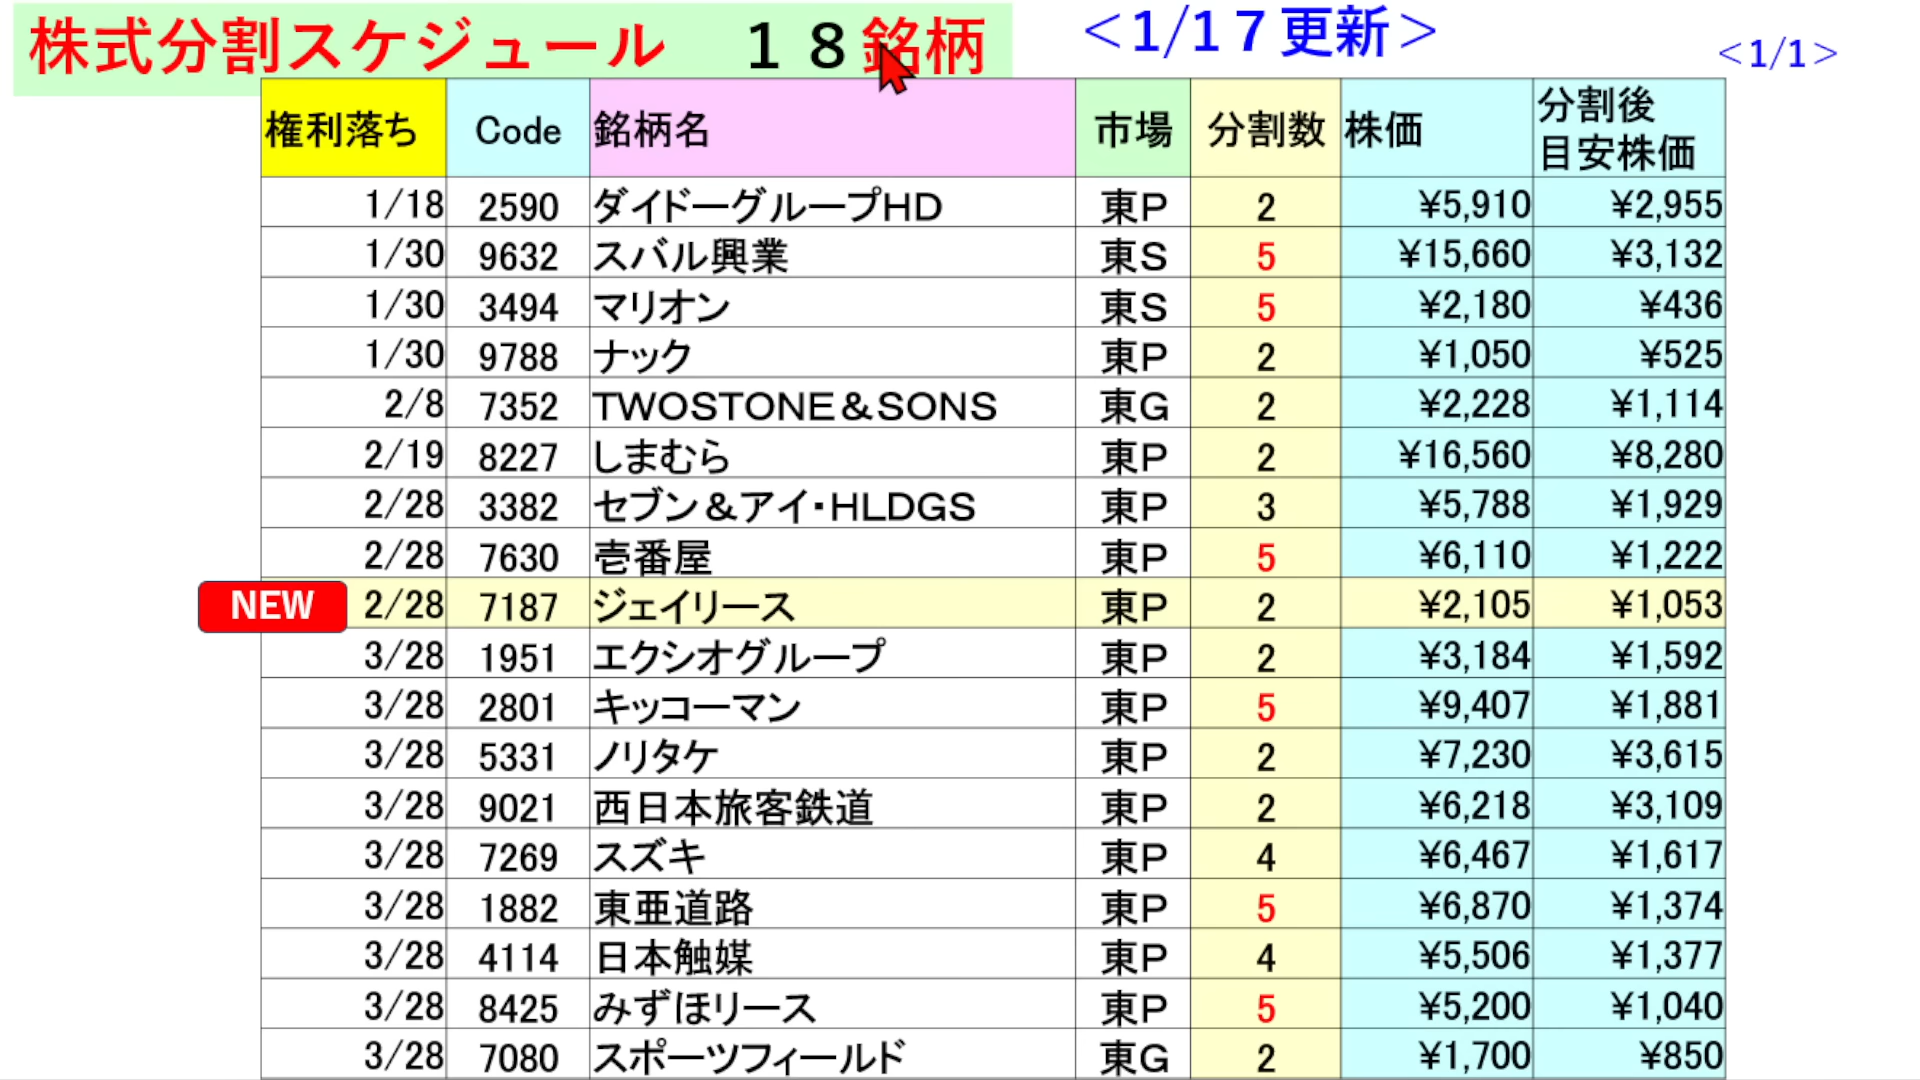 株式分割スケジュール　１８銘柄　＜1/1７更新＞　＜1/1＞
権利落ち Code 銘柄名 市場 分割数 株価 分割後目安株価
1/18 2590 ダイドーグループHD 東P 2 ¥5,910 ¥2,955
1/30 9632 スバル興業 東S 5 ¥15,660 ¥3,132
1/30 3494 マリオン 東S 5 ¥2,180 ¥436
1/30 9788 ナック 東P 2 ¥1,050 ¥525
2/8 7352 TWOSTONE＆SONS 東G 2 ¥2,228 ¥1,114
2/19 8227 しまむら 東P 2 ¥16,560 ¥8,280
2/28 3382 セブン＆アイ・HLDGS 東P 3 ¥5,788 ¥1,929
2/28 7630 壱番屋 東P 5 ¥6,110 ¥1,222
NEW 2/28 7187 ジェイリース 東P 2 ¥2,105 ¥1,053
3/28 1951 エクシオグループ 東P 2 ¥3,184 ¥1,592
3/28 2801 キッコーマン 東P 5 ¥9,407 ¥1,881
3/28 5331 ノリタケ 東P 2 ¥7,230 ¥3,615
3/28 9021 西日本旅客鉄道 東P 2 ¥6,218 ¥3,109
3/28 7269 スズキ 東P 4 ¥6,467 ¥1,617
3/28 1882 東亜道路 東P 5 ¥6,870 ¥1,374
3/28 4114 日本触媒 東P 4 ¥5,506 ¥1,377
3/28 8425 みずほリース 東P 5 ¥5,200 ¥1,040
3/28 7080 スポーツフィールド 東G 2 ¥1,700 ¥850